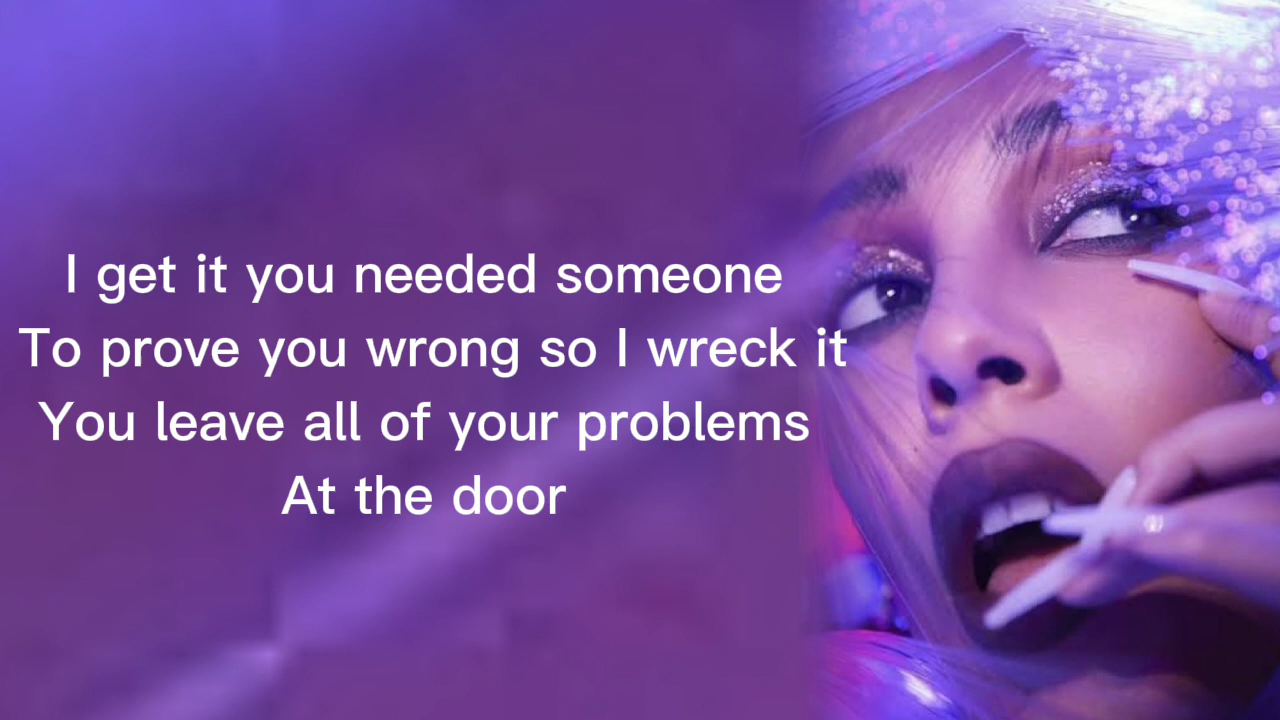 I get it you needed someone
To prove you wrong so I wreck it
You leave all of your problems
At the door